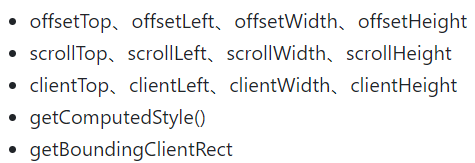 • offsetTop、offsetLeft、offsetWidth、offsetHeight
• scrollTop、scrollLeft、scrollWidth、scrollHeight
• clientTop、clientLeft、clientWidth、clientHeight
• getComputedStyle()
• getBoundingClientRect